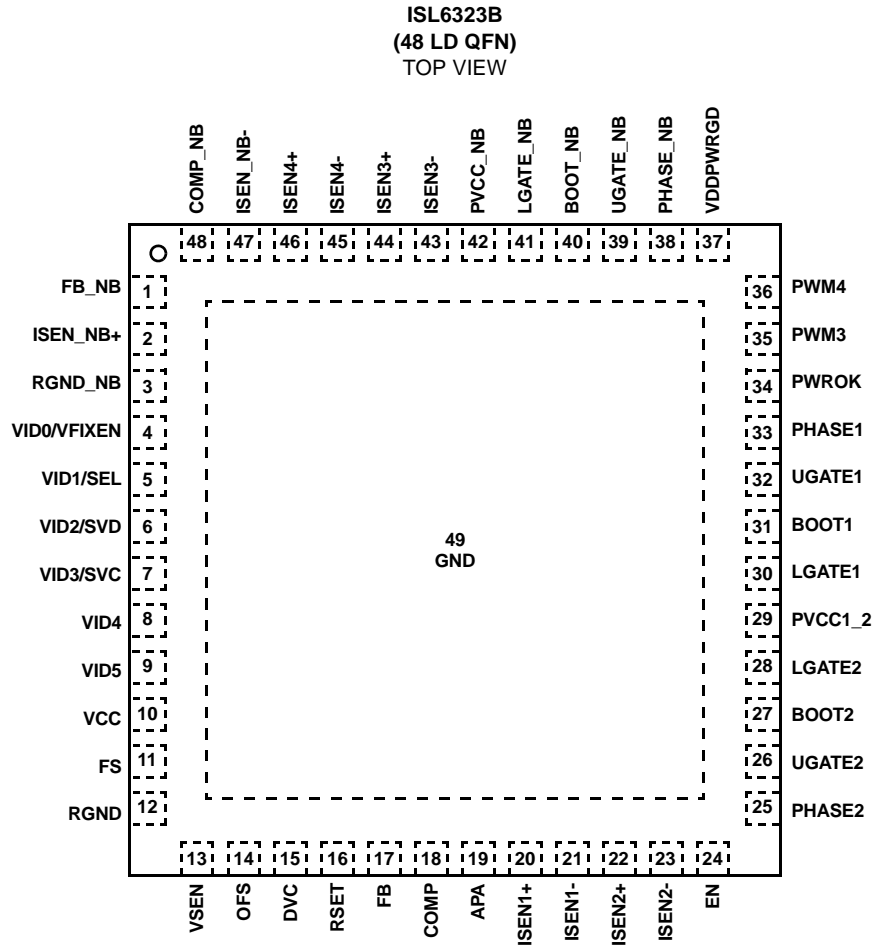 ISL6323B
(48 LD QFN)
TOP VIEW
COMP_NB
ISEN_NB-
ISEN4+
ISEN4-
ISEN3+
ISEN3-
PVCC_NB
LGATE_NB
BOOT_NB
UGATE_NB
PHASE_NB
VDDPWRGD
48 47 46 45 44 43 42 41 40 39 38 37
FB_NB 1
ISEN_NB+ 2
RGND_NB 3
VID0/VFIXEN 4
VID1/SEL 5
VID2/SVD 6
VID3/SVC 7
VID4 8
VID5 9
VCC 10
FS 11
RGND 12
49
GND
36 PWM4
35 PWM3
34 PWROK
33 PHASE1
32 UGATE1
31 BOOT1
30 LGATE1
29 PVCC1_2
28 LGATE2
27 BOOT2
26 UGATE2
25 PHASE2
13 14 15 16 17 18 19 20 21 22 23 24
VSEN
OFS
DVC
RSET
FB
COMP
APA
ISEN1+
ISEN1-
ISEN2+
ISEN2-
EN